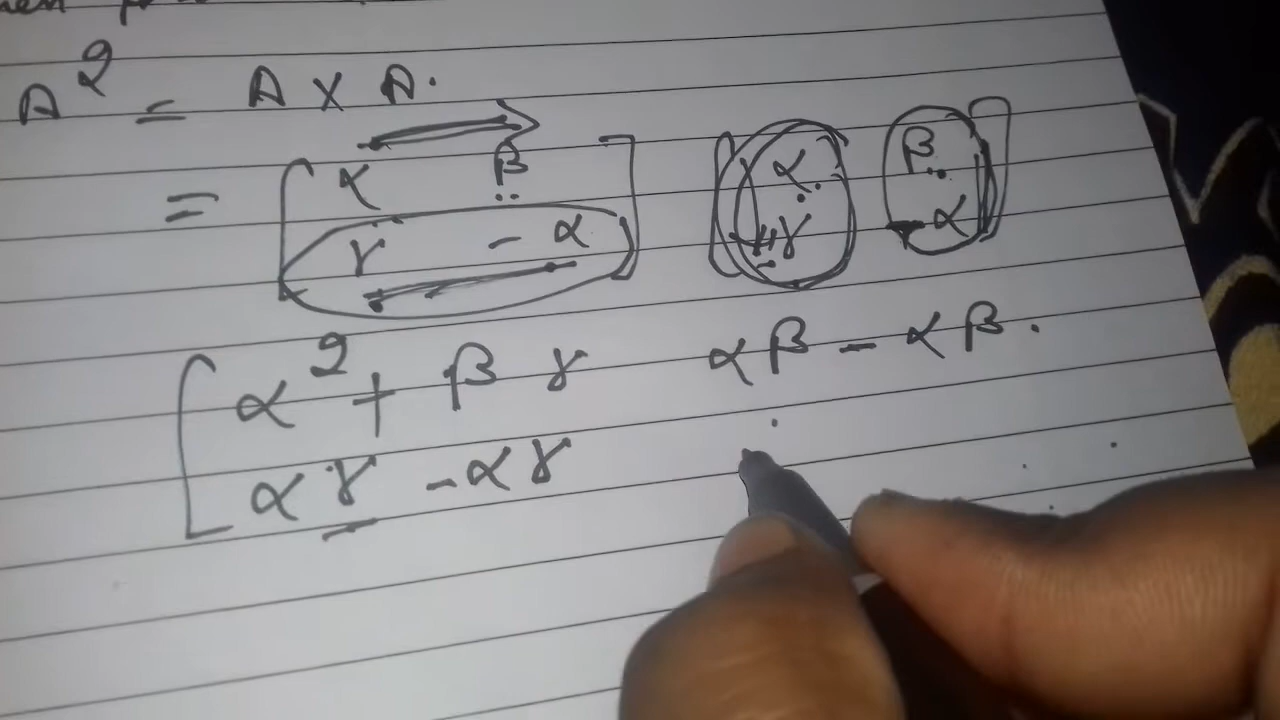 A² = A × A.
= [α β] [α β]
[γ - α] [γ - α]
[α² + βγ αβ - αβ.
[αγ - αγ